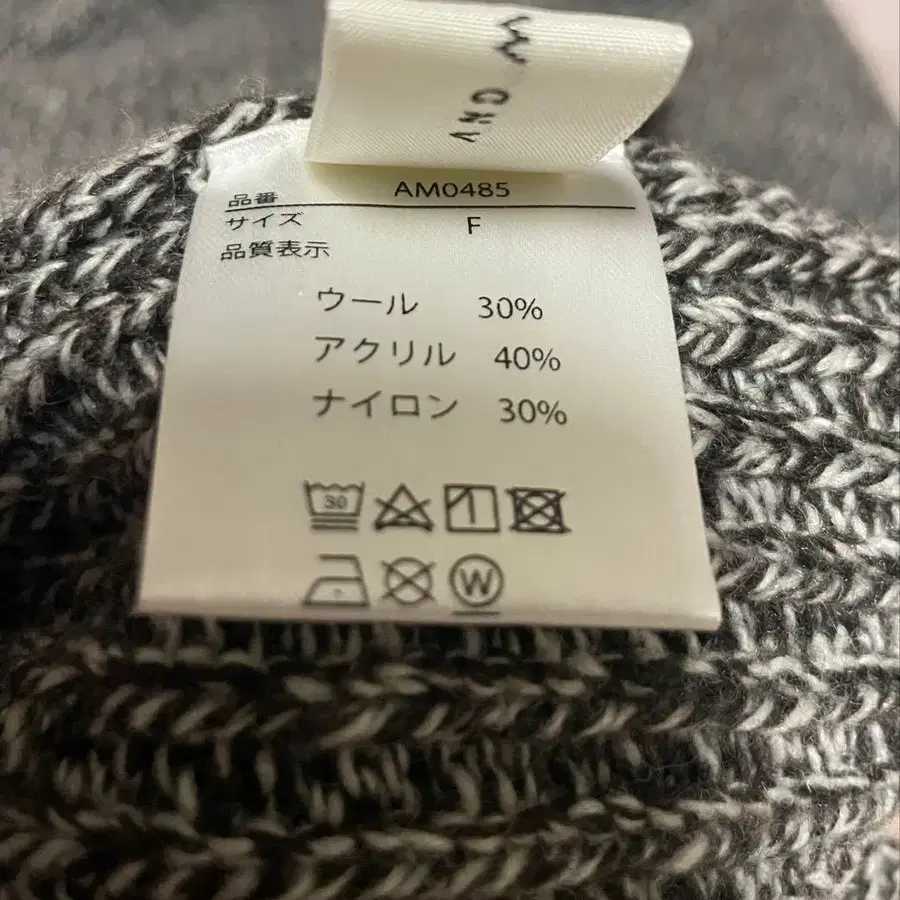 品番 AM0485
サイズ F
品質表示
ウール 30%
アクリル 40%
ナイロン 30%
30
W